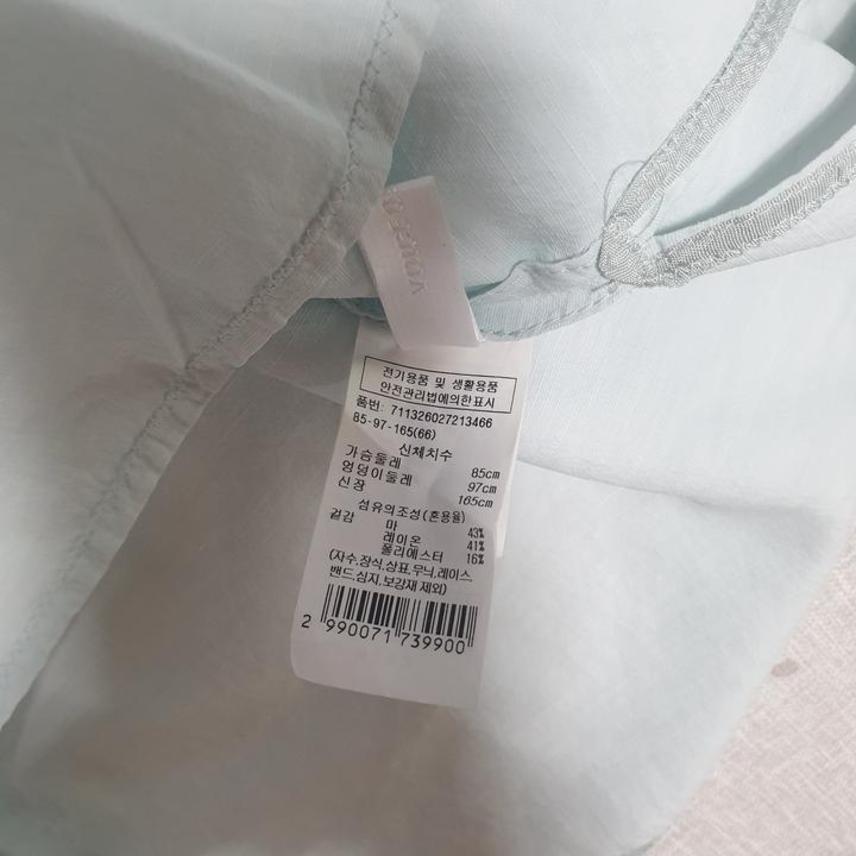 전기용품 및 생활용품
안전관리법에의한표시
품번: 711326027213466
85-97-165(66)
신체치수
가슴둘레 85cm
엉덩이둘레 97cm
신장 165cm
섬유의조성(혼용율)
겉감 마 43%
레이온 41%
폴리에스터 16%
(자수,장식,상표,무늬,레이스
밴드,심지,보강재 제외)
2 990071 739900